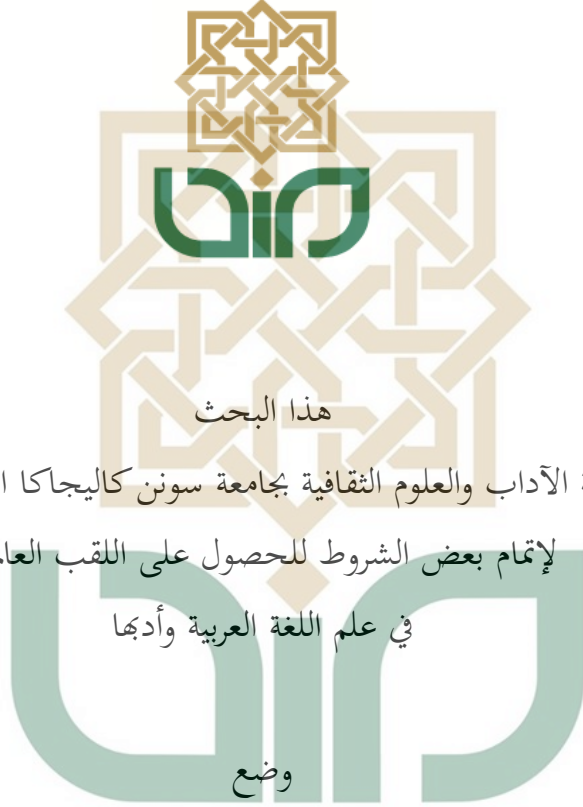 هذا البحث
الآداب والعلوم الثقافية بجامعة سونن كاليجاكا
لإتمام بعض الشروط للحصول على اللقب
في علم اللغة العربية وأدبها
وضع